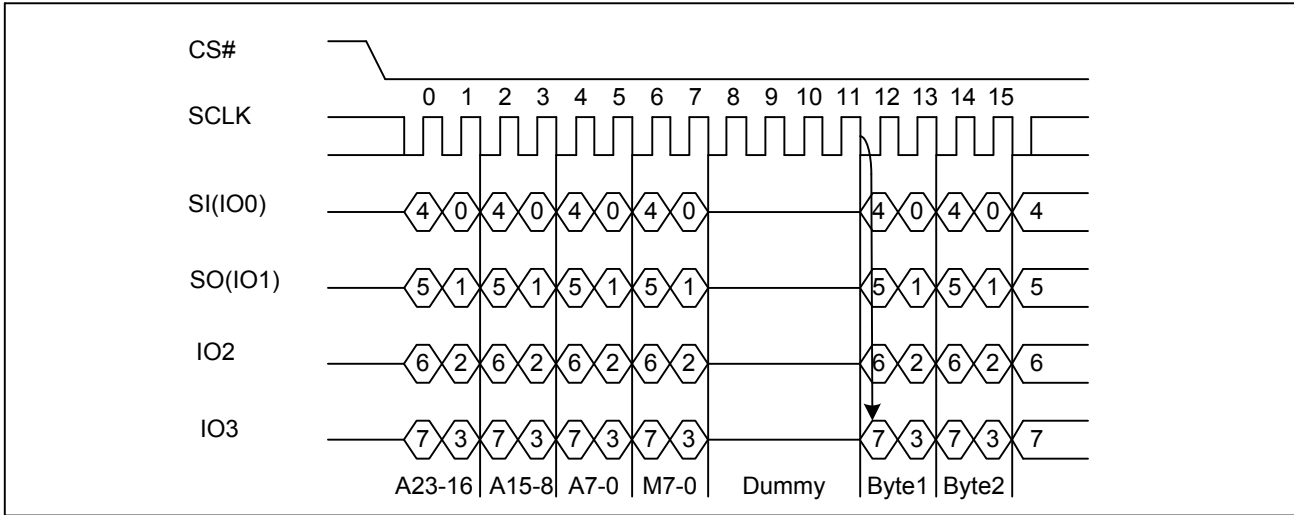 CS#
0 1 2 3 4 5 6 7 8 9 10 11 12 13 14 15
SCLK
SI(IO0) 4 0 4 0 4 0 4 0 4 0 4 0 4
SO(IO1) 5 1 5 1 5 1 5 1 5 1 5 1 5
IO2 6 2 6 2 6 2 6 2 6 2 6 2 6
IO3 7 3 7 3 7 3 7 3 7 3 7 3 7
A23-16 A15-8 A7-0 M7-0 Dummy Byte1 Byte2